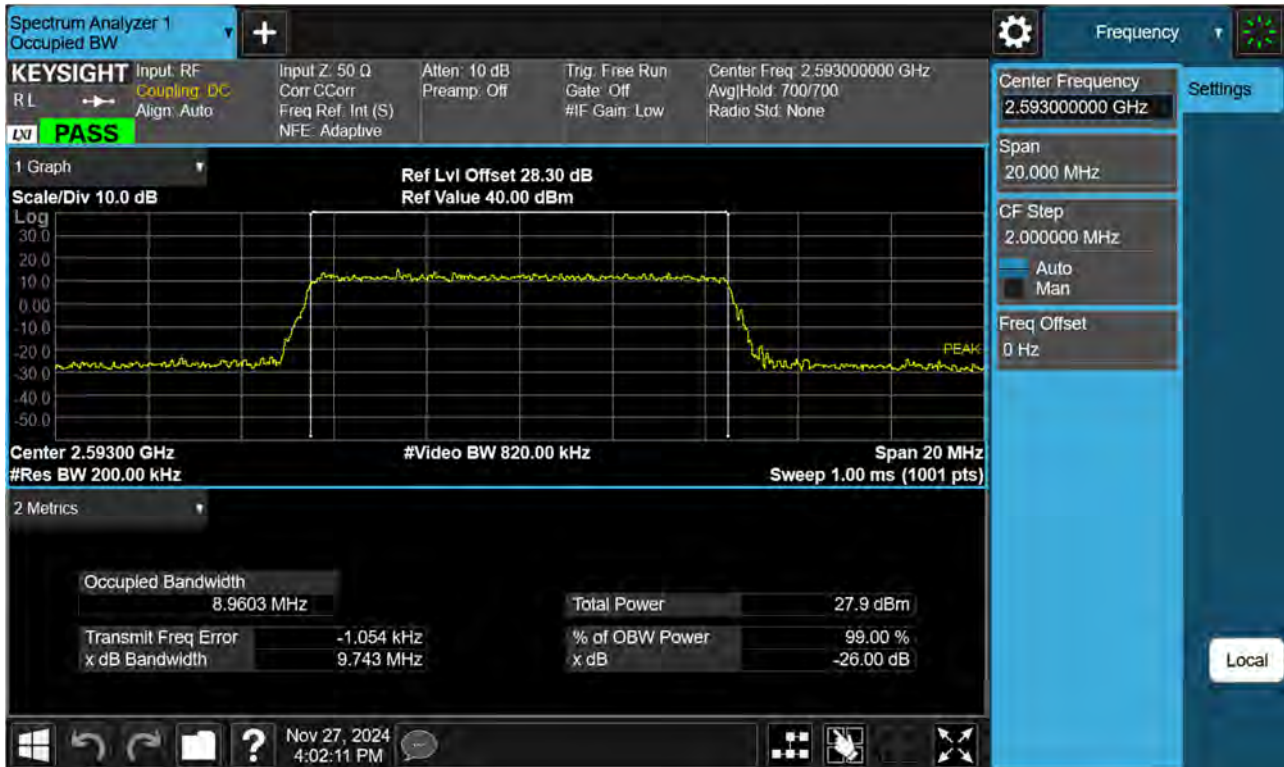 Spectrum Analyzer 1
Occupied BW
Frequency
KEYSIGHT
RL
LXI
PASS
Input: RF
Coupling: DC
Align: Auto
Input Z: 50 Ω
Corr CCorr
Freq Ref: Int (S)
NFE: Adaptive
Atten: 10 dB
Preamp: Off
Trig: Free Run
Gate: Off
#IF Gain: Low
Center Freq: 2.593000000 GHz
Avg|Hold: 700/700
Radio Std: None
1 Graph
Scale/Div 10.0 dB
Ref Lvl Offset 28.30 dB
Ref Value 40.00 dBm
Log
30.0
20.0
10.0
0.00
-10.0
-20.0
-30.0
-40.0
-50.0
PEAK
Center 2.59300 GHz
#Video BW 820.00 kHz
Span 20 MHz
#Res BW 200.00 kHz
Sweep 1.00 ms (1001 pts)
2 Metrics
Occupied Bandwidth
8.9603 MHz
Total Power 27.9 dBm
Transmit Freq Error -1.054 kHz
% of OBW Power 99.00 %
x dB Bandwidth 9.743 MHz
x dB -26.00 dB
Center Frequency
2.593000000 GHz
Settings
Span
20.000 MHz
CF Step
2.000000 MHz
Auto
Man
Freq Offset
0 Hz
Local
?
Nov 27, 2024
4:02:11 PM